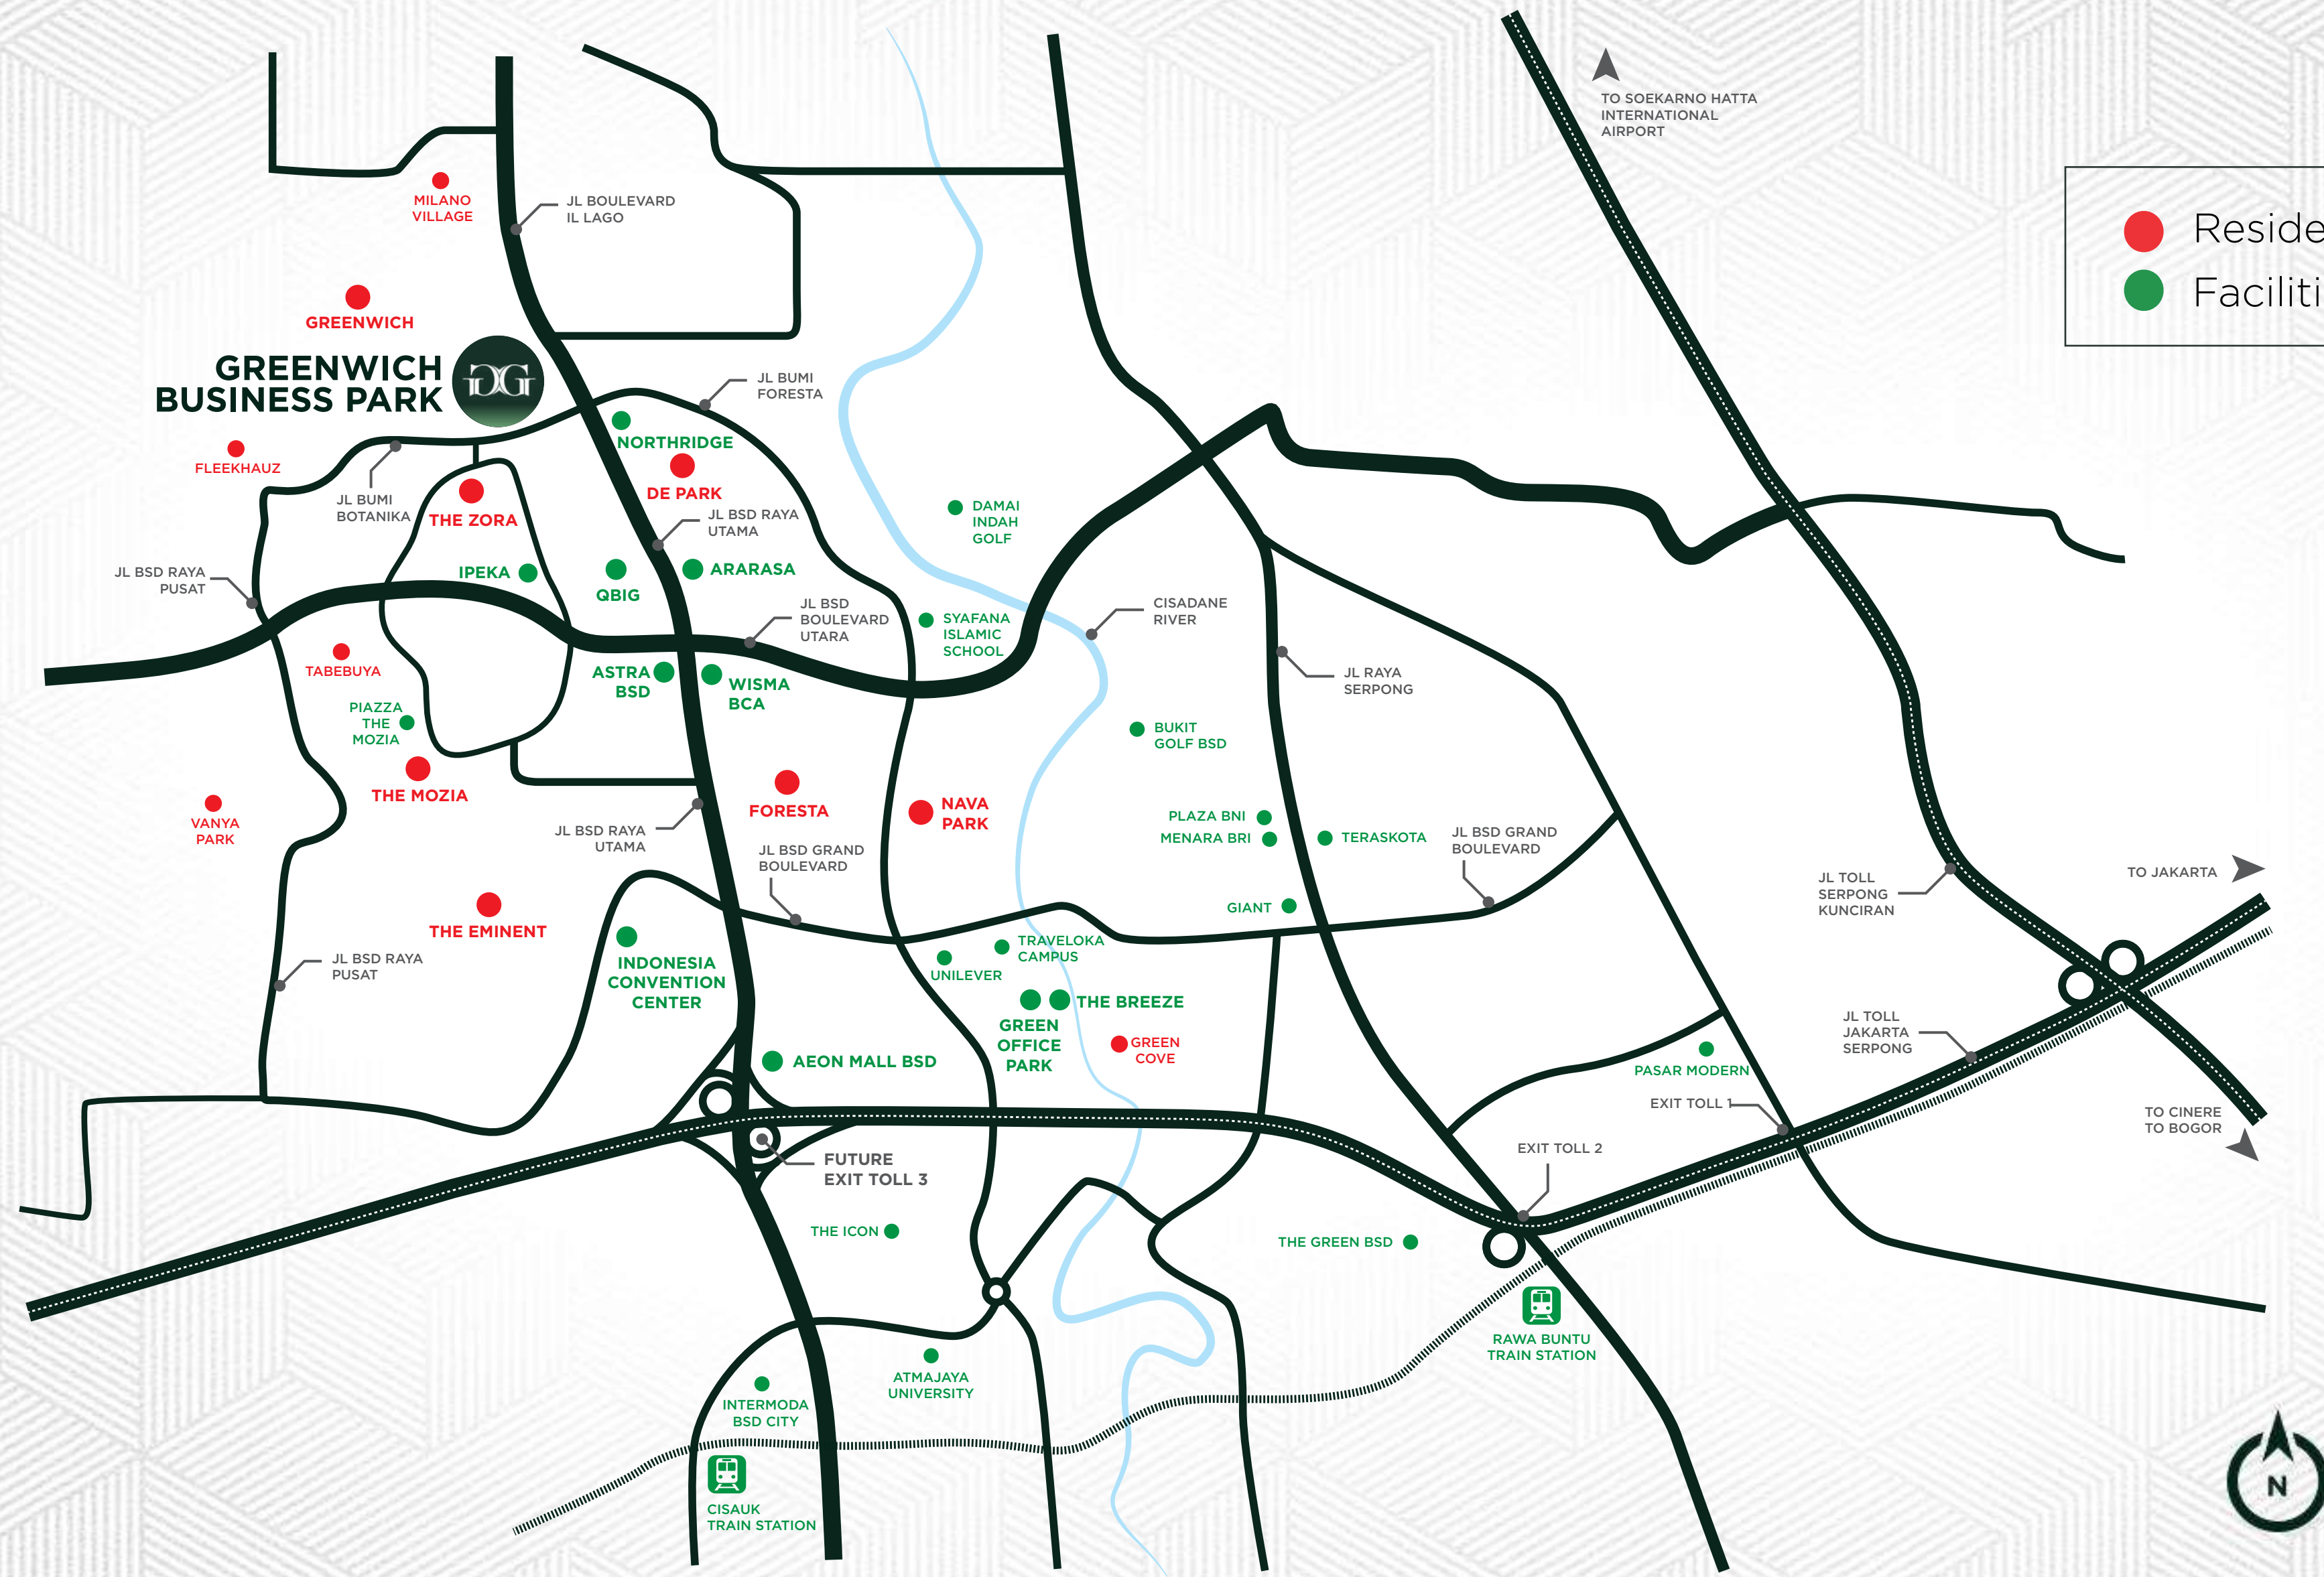 TO SOEKARNO HATTA
INTERNATIONAL
AIRPORT
Reside
Faciliti
MILANO
VILLAGE
JL BOULEVARD
IL LAGO
GREENWICH
GREENWICH
BUSINESS PARK
GG
JL BUMI
FORESTA
NORTHRIDGE
FLEEKHAUZ
DE PARK
JL BUMI
BOTANIKA
THE ZORA
JL BSD RAYA
UTAMA
DAMAI
INDAH
GOLF
JL BSD RAYA
PUSAT
IPEKA
QBIG
ARARASA
JL BSD
BOULEVARD
UTARA
SYAFANA
ISLAMIC
SCHOOL
CISADANE
RIVER
TABEBUYA
ASTRA
BSD
WISMA
BCA
JL RAYA
SERPONG
PIAZZA
THE
MOZIA
BUKIT
GOLF BSD
THE MOZIA
VANYA
PARK
FORESTA
NAVA
PARK
JL BSD RAYA
UTAMA
JL BSD GRAND
BOULEVARD
PLAZA BNI
MENARA BRI
TERASKOTA
JL BSD GRAND
BOULEVARD
JL TOLL
SERPONG
KUNCIRAN
TO JAKARTA
THE EMINENT
GIANT
JL BSD RAYA
PUSAT
INDONESIA
CONVENTION
CENTER
UNILEVER
TRAVELOKA
CAMPUS
THE BREEZE
GREEN
OFFICE
PARK
GREEN
COVE
AEON MALL BSD
JL TOLL
JAKARTA
SERPONG
PASAR MODERN
EXIT TOLL 1
TO CINERE
TO BOGOR
FUTURE
EXIT TOLL 3
EXIT TOLL 2
THE ICON
THE GREEN BSD
RAWA BUNTU
TRAIN STATION
ATMAJAYA
UNIVERSITY
INTERMODA
BSD CITY
CISAUK
TRAIN STATION
N